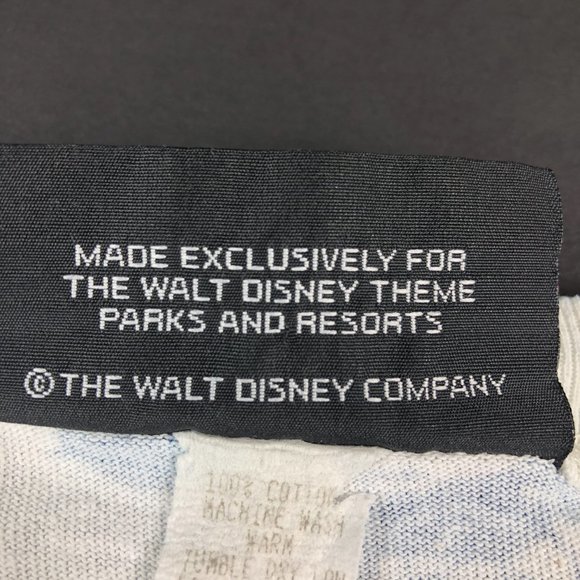 MADE EXCLUSIVELY FOR
THE WALT DISNEY THEME
PARKS AND RESORTS
© THE WALT DISNEY COMPANY
100% COTTON
MACHINE WASH
WARM
TUMBLE DRY LOW